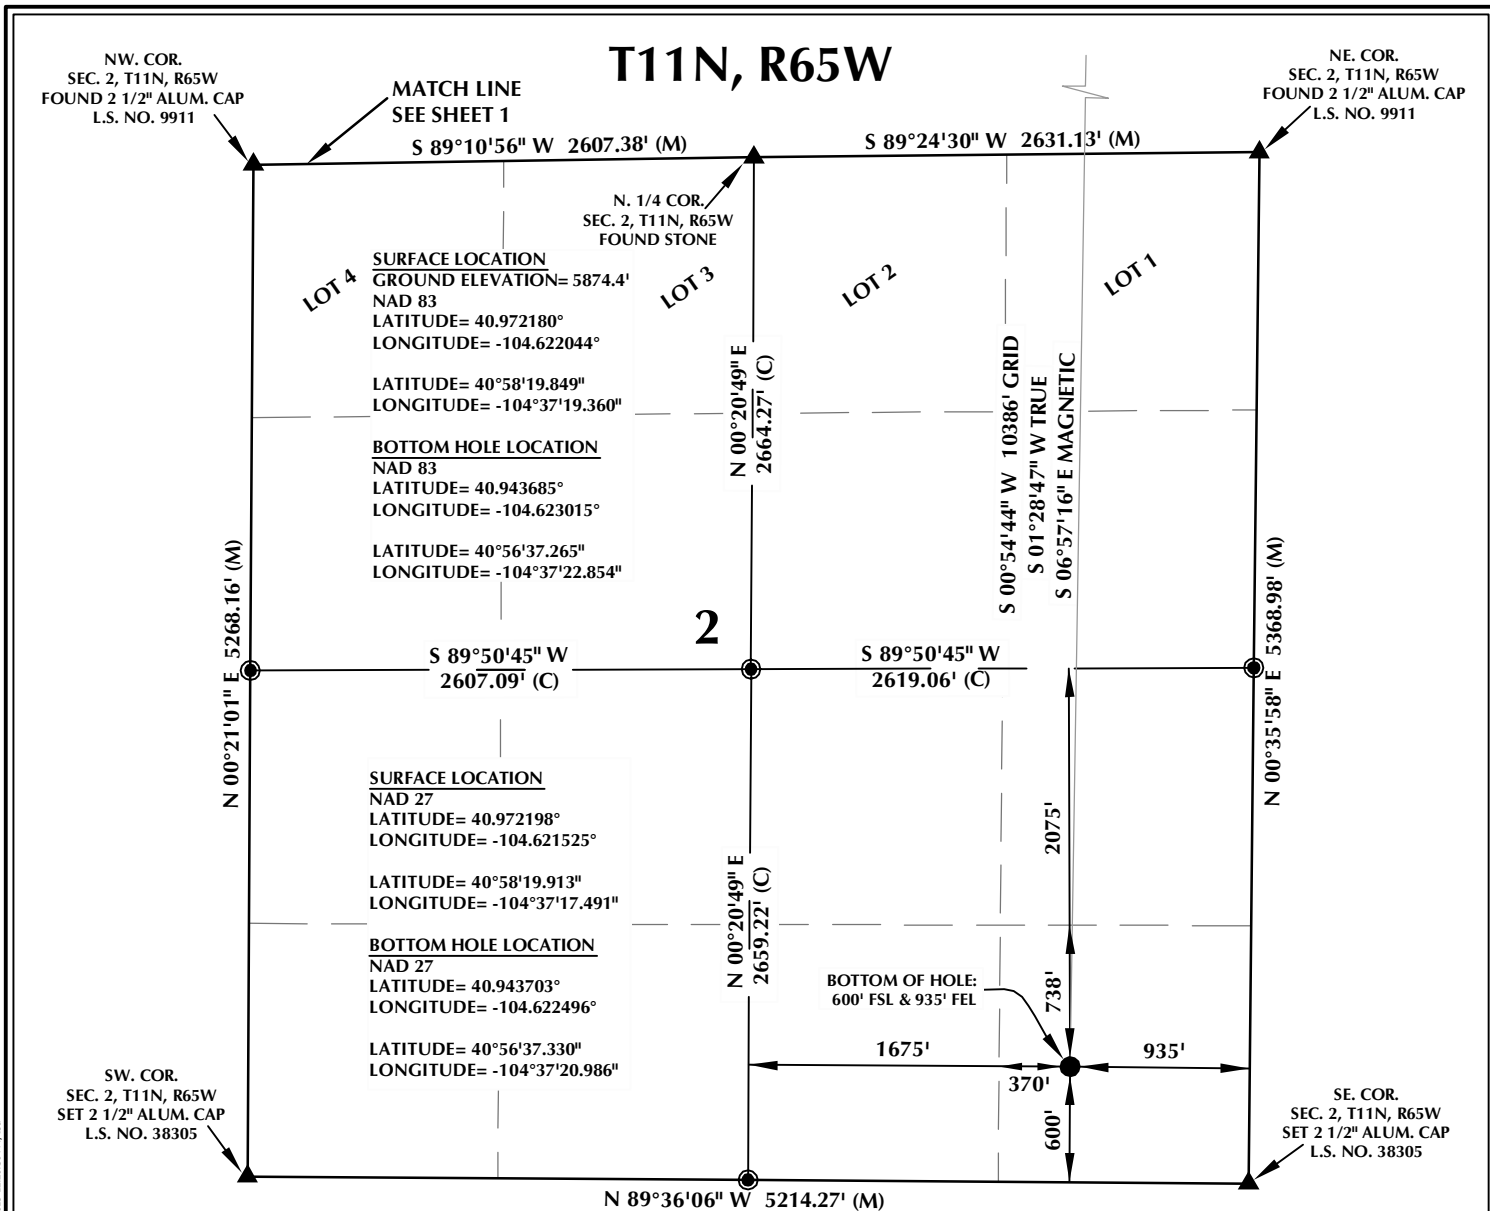 T11N, R65W
NW. COR.
SEC. 2, T11N, R65W
FOUND 2 1/2" ALUM. CAP
L.S. NO. 9911
MATCH LINE
SEE SHEET 1
NE. COR.
SEC. 2, T11N, R65W
FOUND 2 1/2" ALUM. CAP
L.S. NO. 9911
S 89°10'56" W 2607.38' (M)
S 89°24'30" W 2631.13' (M)
N. 1/4 COR.
SEC. 2, T11N, R65W
FOUND STONE
LOT 4
LOT 3
LOT 2
LOT 1
SURFACE LOCATION
GROUND ELEVATION= 5874.4'
NAD 83
LATITUDE= 40.972180°
LONGITUDE= -104.622044°
LATITUDE= 40°58'19.849"
LONGITUDE= -104°37'19.360"
BOTTOM HOLE LOCATION
NAD 83
LATITUDE= 40.943685°
LONGITUDE= -104.623015°
LATITUDE= 40°56'37.265"
LONGITUDE= -104°37'22.854"
N 00°20'49" E
2664.27' (C)
S 00°54'44" W 10386' GRID
S 01°28'47" W TRUE
S 06°57'16" E MAGNETIC
N 00°21'01" E 5268.16' (M)
N 00°35'58" E 5368.98' (M)
2
S 89°50'45" W
2607.09' (C)
S 89°50'45" W
2619.06' (C)
SURFACE LOCATION
NAD 27
LATITUDE= 40.972198°
LONGITUDE= -104.621525°
LATITUDE= 40°58'19.913"
LONGITUDE= -104°37'17.491"
BOTTOM HOLE LOCATION
NAD 27
LATITUDE= 40.943703°
LONGITUDE= -104.622496°
LATITUDE= 40°56'37.330"
LONGITUDE= -104°37'20.986"
N 00°20'49" E
2659.22' (C)
2075'
738'
BOTTOM OF HOLE:
600' FSL & 935' FEL
1675'
370'
935'
600'
SW. COR.
SEC. 2, T11N, R65W
SET 2 1/2" ALUM. CAP
L.S. NO. 38305
SE. COR.
SEC. 2, T11N, R65W
SET 2 1/2" ALUM. CAP
L.S. NO. 38305
N 89°36'06" W 5214.27' (M)